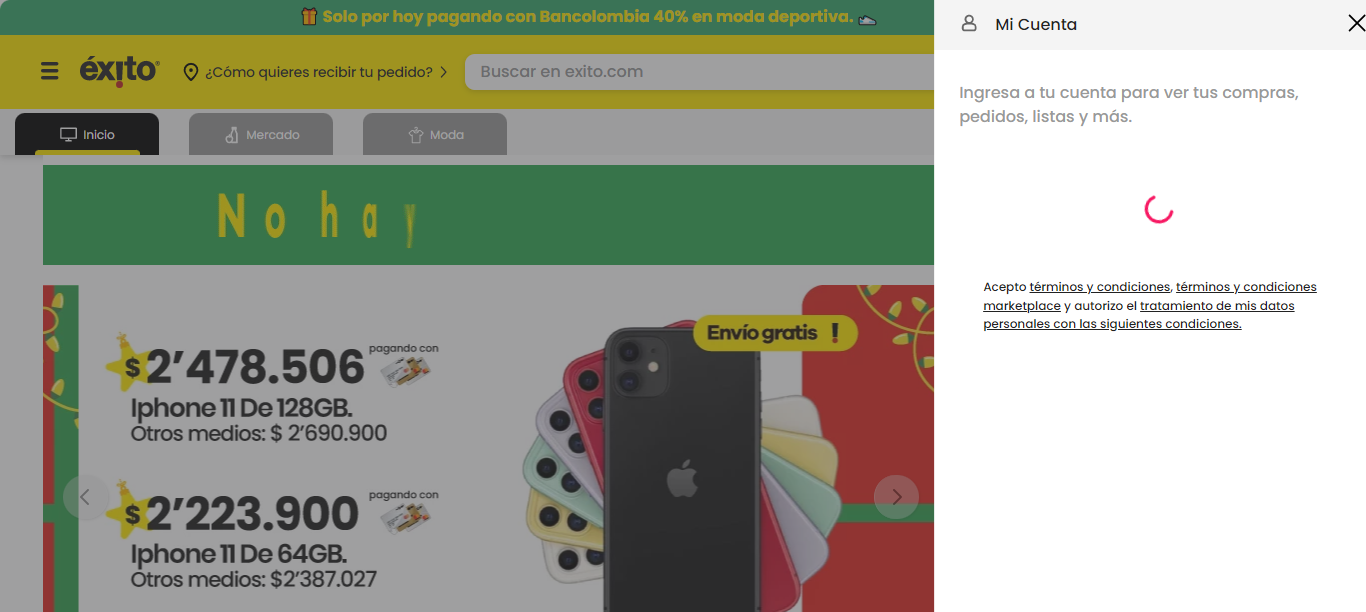 Solo por hoy pagando con Bancolombia 40% en moda deportiva.
éxito
¿Cómo quieres recibir tu pedido?
Buscar en exito.com
Inicio
Mercado
Moda
No hay
Envío gratis !
$ 2’478.506 pagando con
Iphone 11 De 128GB.
Otros medios: $ 2’690.900
$ 2’223.900 pagando con
Iphone 11 De 64GB.
Otros medios: $2’387.027
Mi Cuenta
Ingresa a tu cuenta para ver tus compras,
pedidos, listas y más.
Acepto términos y condiciones, términos y condiciones
marketplace y autorizo el tratamiento de mis datos
personales con las siguientes condiciones.